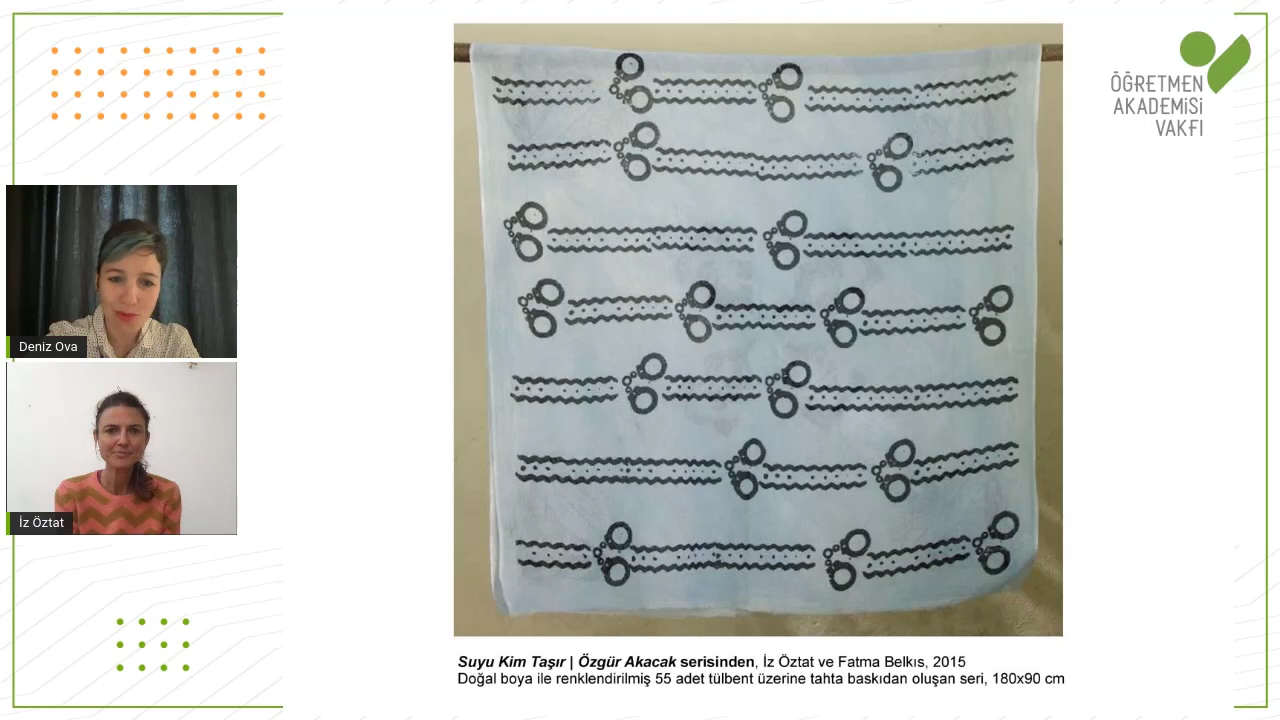 ÖĞRETMEN
AKADEMİSİ
VAKFI
Deniz Ova
İz Öztat
Suyu Kim Taşır | Özgür Akacak serisinden, İz Öztat ve Fatma Belkıs, 2015
Doğal boya ile renklendirilmiş 55 adet tülbent üzerine tahta baskıdan oluşan seri, 180x90 cm